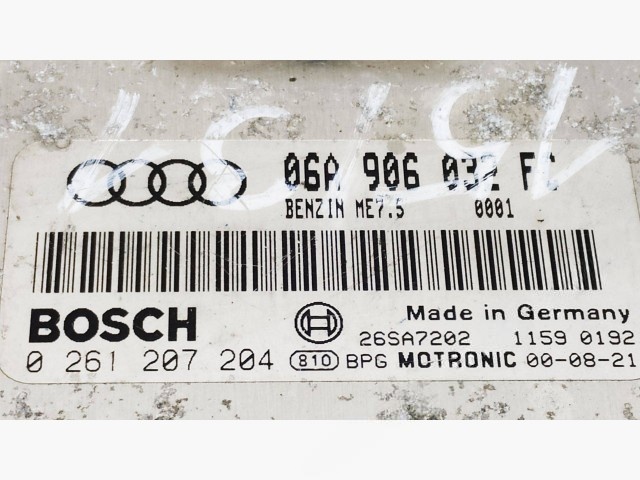 06A 906 032 FC
BENZIN ME7.5 0001
BOSCH
Made in Germany
26SA7202 1159 0192
0 261 207 204 810 BPG MOTRONIC 00-08-21